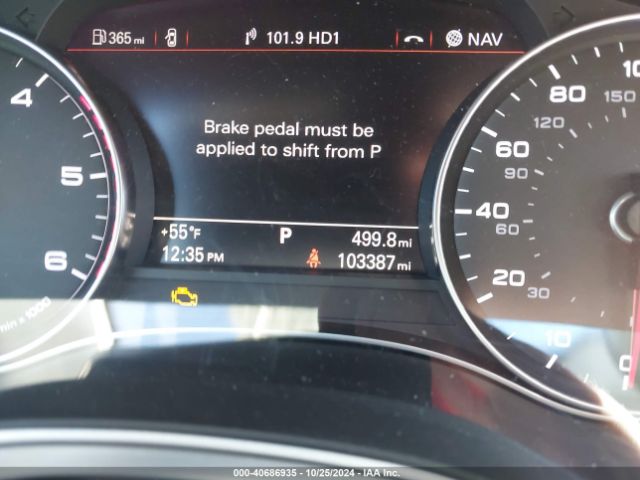 365 mi
101.9 HD1
NAV
Brake pedal must be
applied to shift from P
+55°F
P
499.8 mi
12:35 PM
103387 mi
4
5
6
min x 1000
0
10
20
30
40
60
60
90
80
120
150
000-40686935 - 10/25/2024 - IAA Inc.